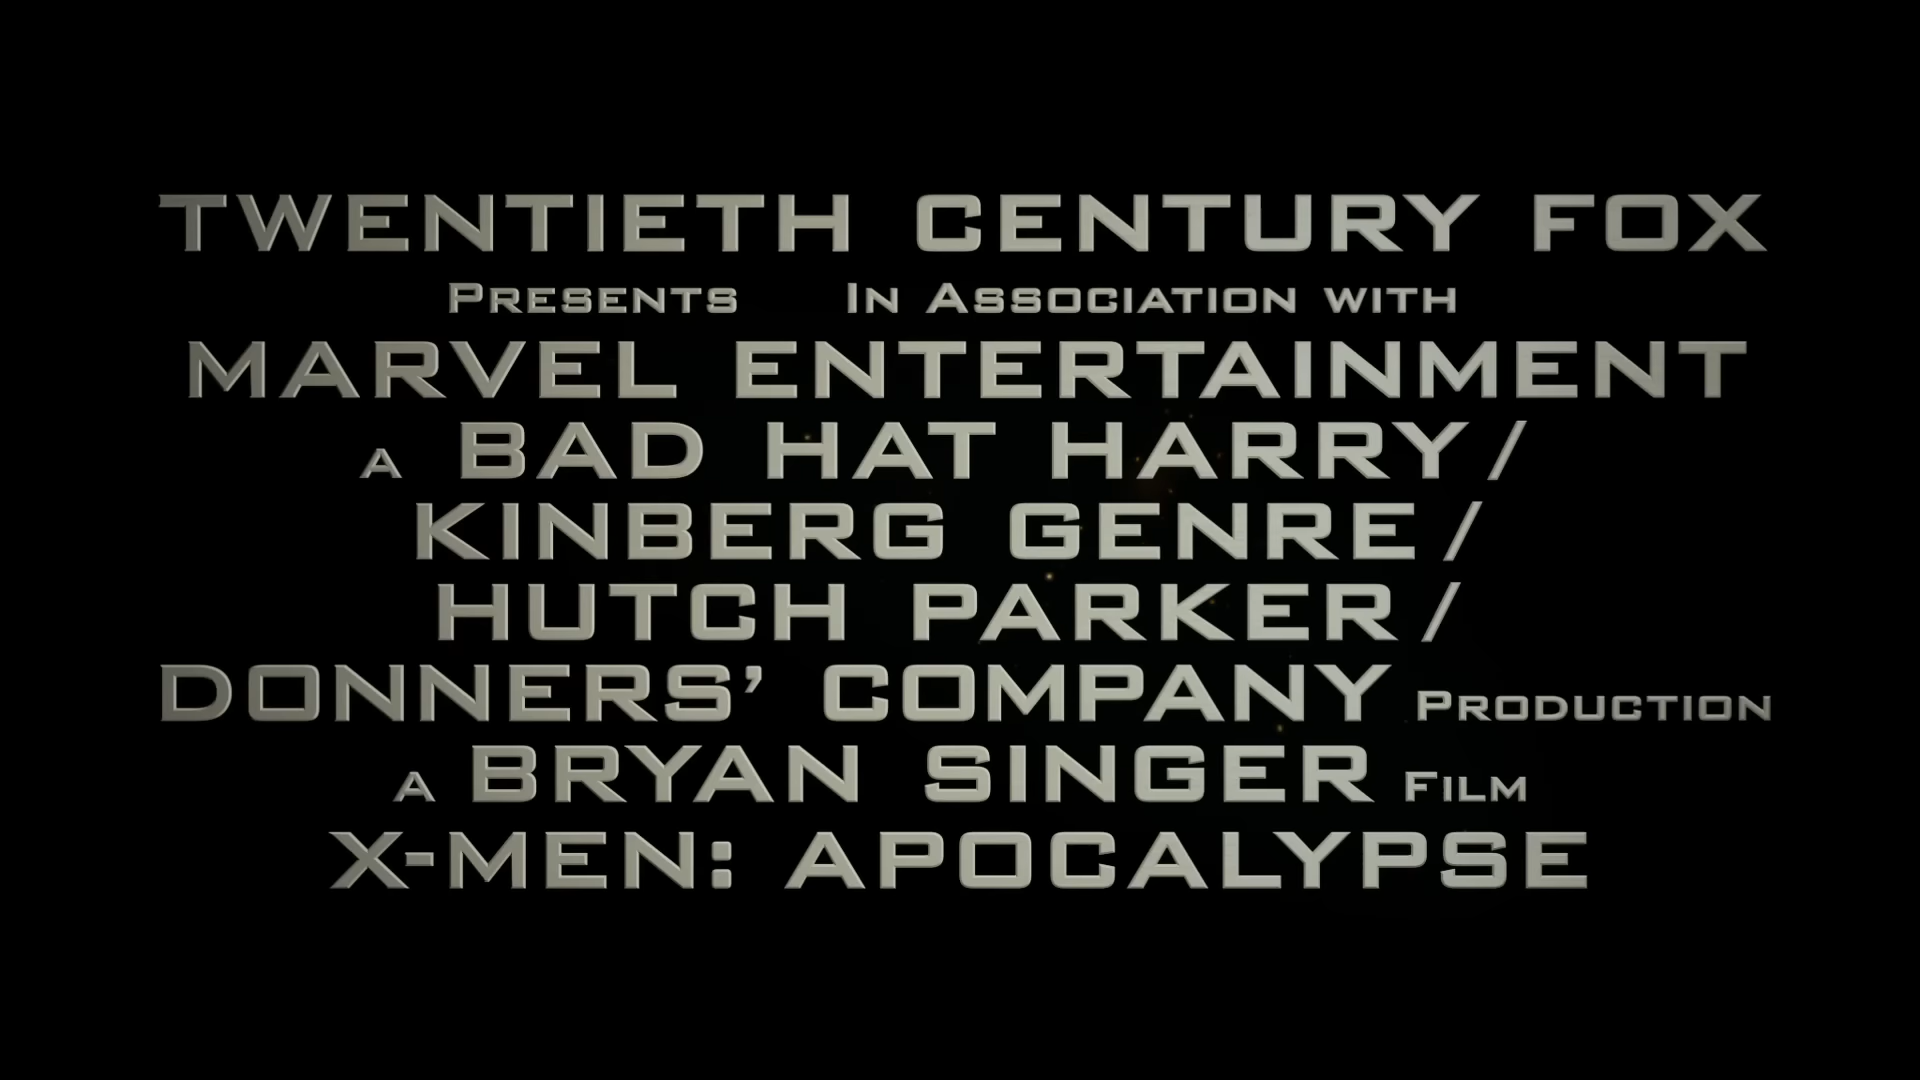 TWENTIETH CENTURY FOX
PRESENTS IN ASSOCIATION WITH
MARVEL ENTERTAINMENT
A BAD HAT HARRY/
KINBERG GENRE/
HUTCH PARKER/
DONNERS' COMPANY PRODUCTION
A BRYAN SINGER FILM
X-MEN: APOCALYPSE